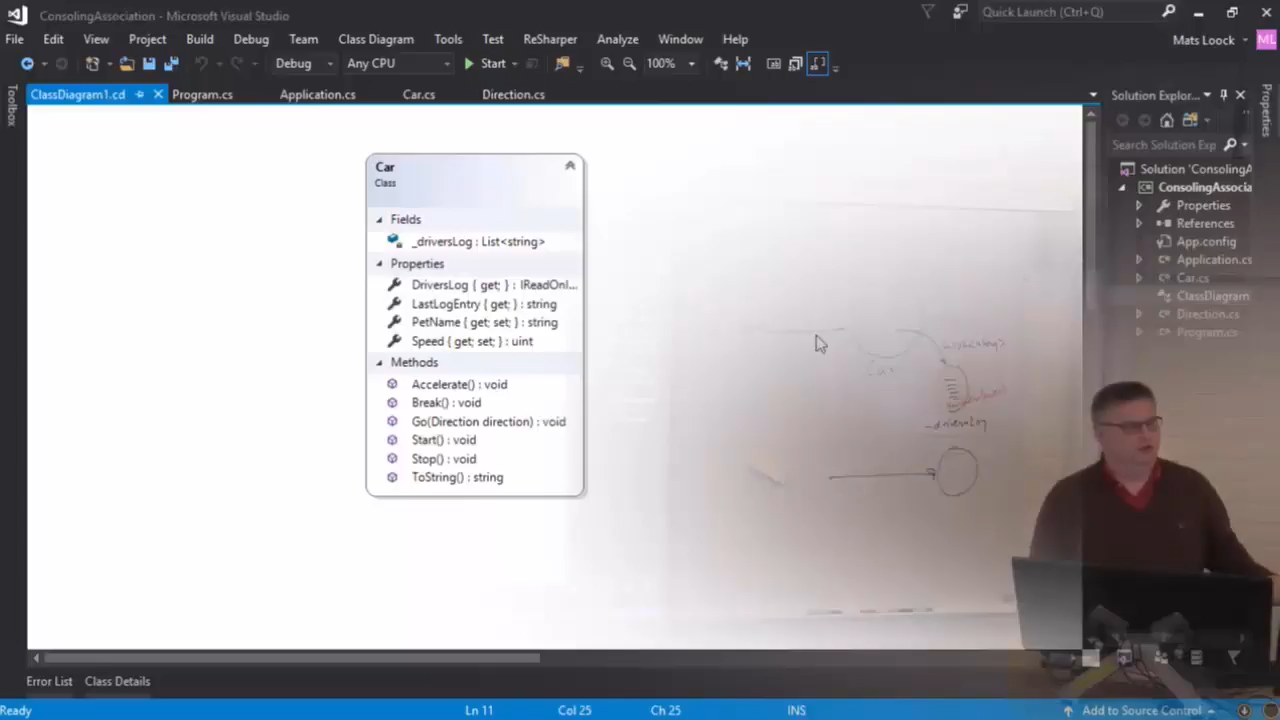 ConsolingAssociation - Microsoft Visual Studio
Quick Launch (Ctrl+Q)
File Edit View Project Build Debug Team Class Diagram Tools Test ReSharper Analyze Window Help
Mats Loock ML
Debug Any CPU Start 100%
Toolbox
ClassDiagram1.cd Program.cs Application.cs Car.cs Direction.cs
Solution Explor...
Properties
Search Solution Exp
Solution 'ConsolingA
ConsolingAssocia
Properties
References
App.config
Application.cs
Car.cs
ClassDiagram
Direction.cs
Program.cs
Car
Class
Fields
_driversLog : List<string>
Properties
DriversLog { get; } : IReadOnl...
LastLogEntry { get; } : string
PetName { get; set; } : string
Speed { get; set; } : uint
Methods
Accelerate() : void
Break() : void
Go(Direction direction) : void
Start() : void
Stop() : void
ToString() : string
Car
_driversLog
Error List Class Details
Ready Ln 11 Col 25 Ch 25 INS Add to Source Control